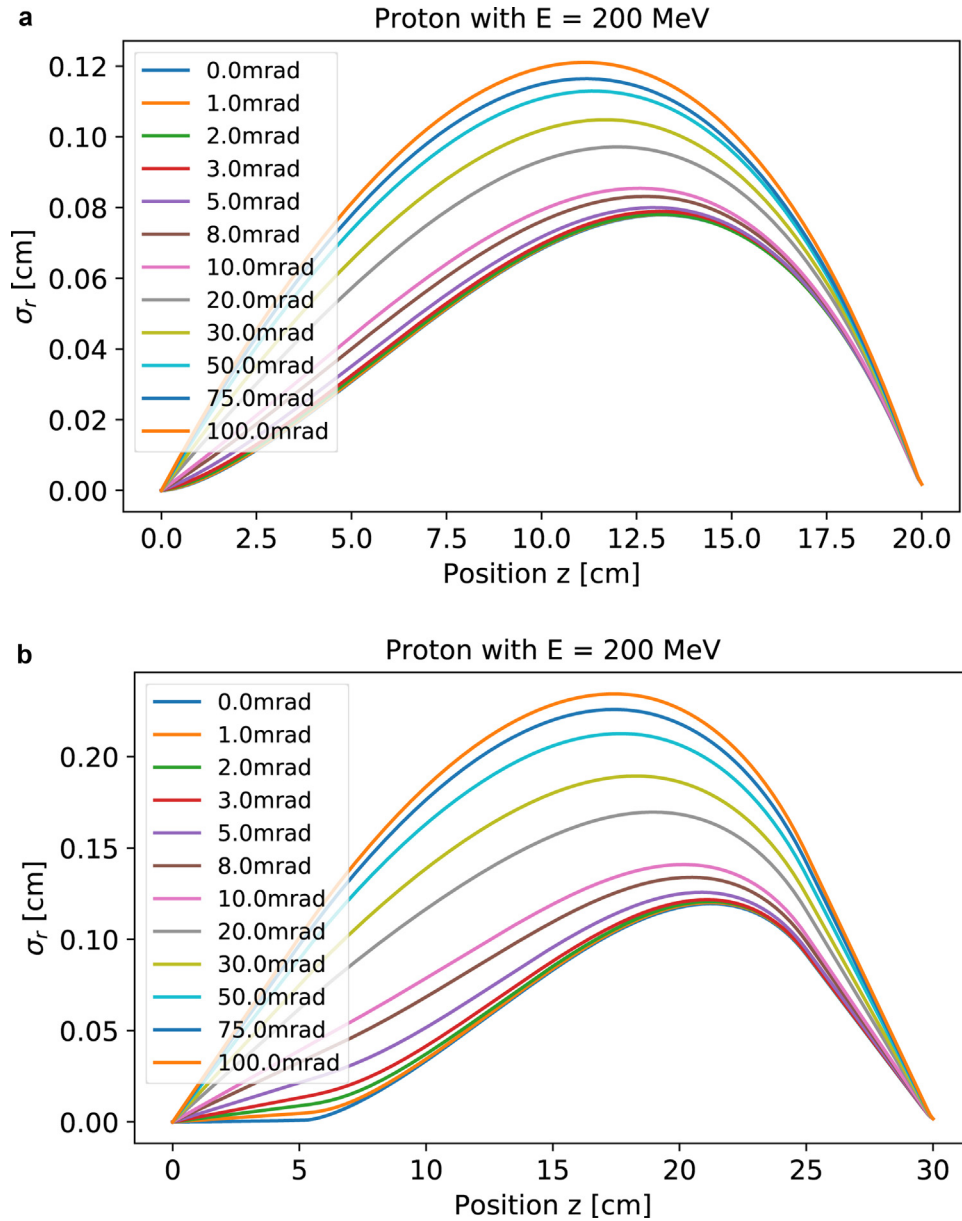 a
Proton with E = 200 MeV
0.12
0.10
0.08
0.06
0.04
0.02
0.00
σr [cm]
0.0mrad
1.0mrad
2.0mrad
3.0mrad
5.0mrad
8.0mrad
10.0mrad
20.0mrad
30.0mrad
50.0mrad
75.0mrad
100.0mrad
0.0 2.5 5.0 7.5 10.0 12.5 15.0 17.5 20.0
Position z [cm]
b
Proton with E = 200 MeV
0.20
0.15
0.10
0.05
0.00
σr [cm]
0.0mrad
1.0mrad
2.0mrad
3.0mrad
5.0mrad
8.0mrad
10.0mrad
20.0mrad
30.0mrad
50.0mrad
75.0mrad
100.0mrad
0 5 10 15 20 25 30
Position z [cm]